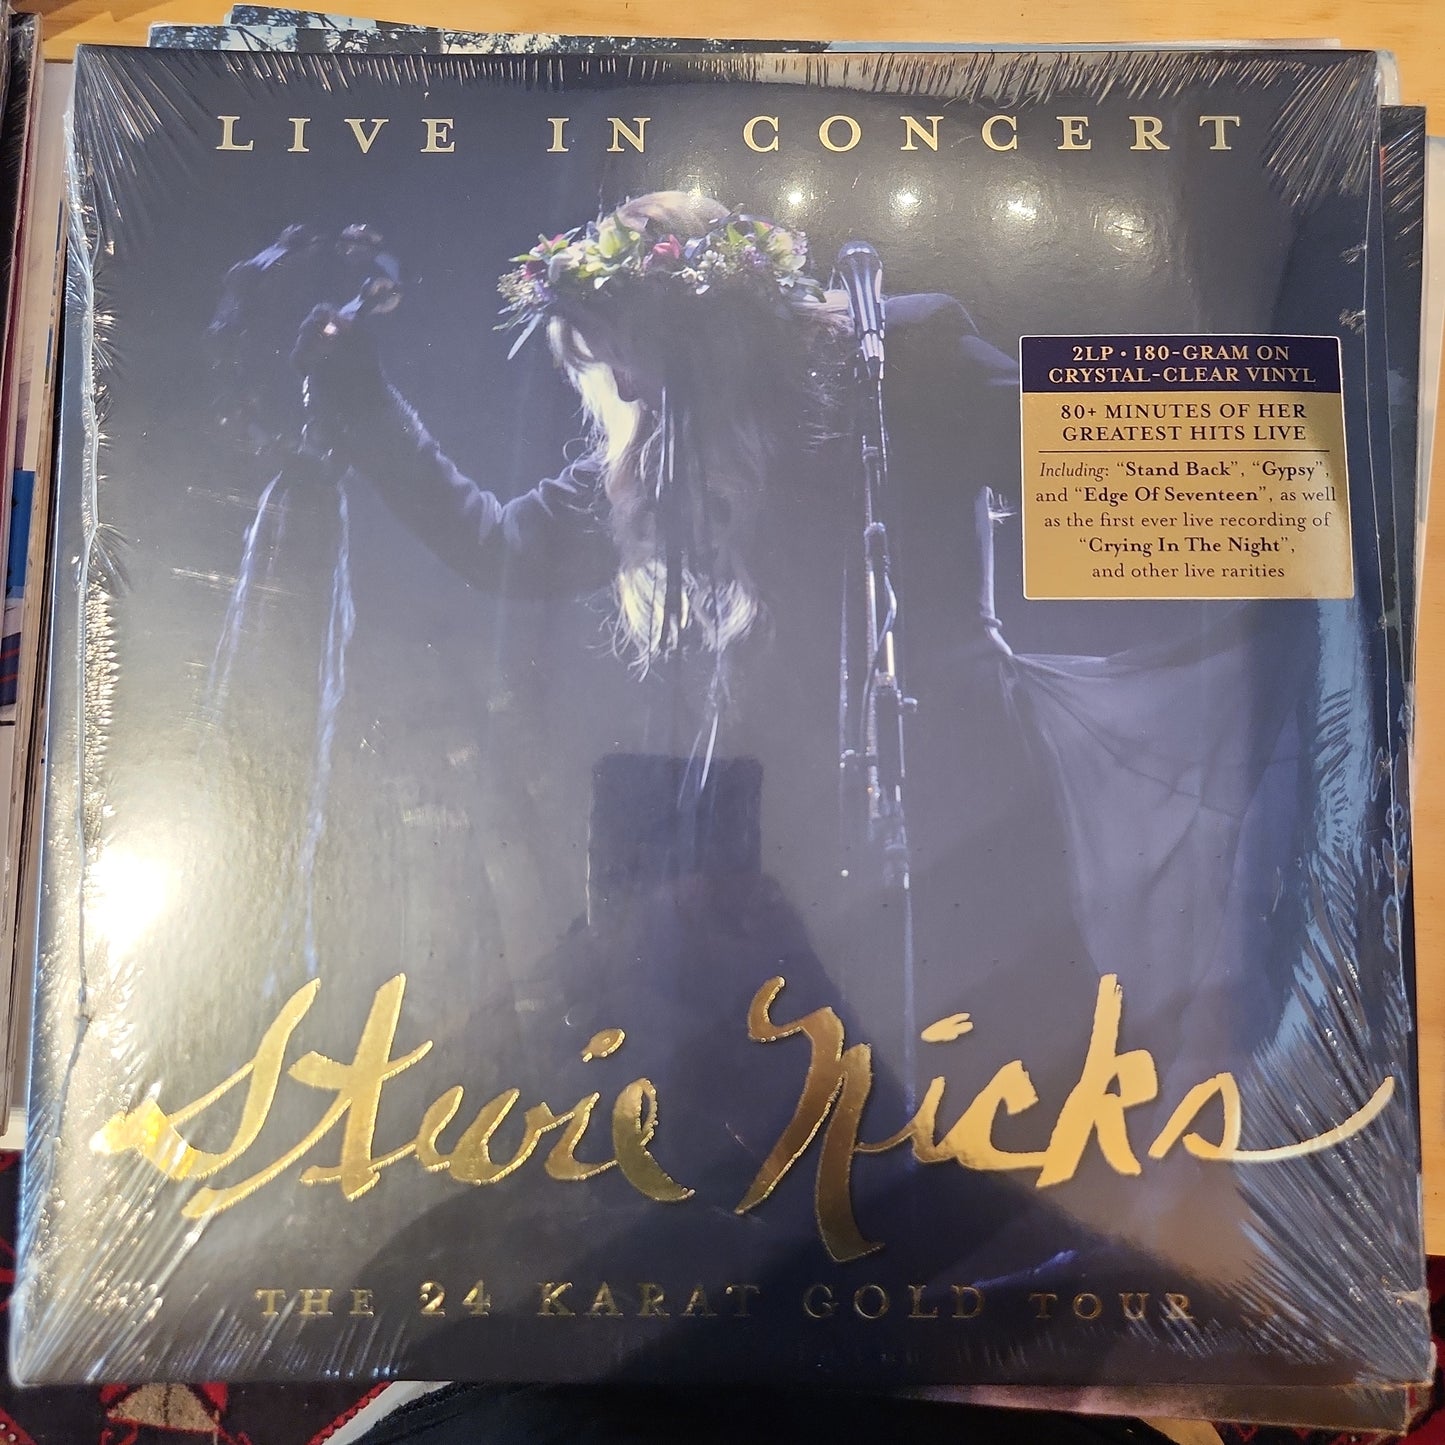 LIVE IN CONCERT
2LP · 180-GRAM ON
CRYSTAL-CLEAR VINYL
80+ MINUTES OF HER
GREATEST HITS LIVE
Including: “Stand Back”, “Gypsy”,
and “Edge Of Seventeen”, as well
as the first ever live recording of
“Crying In The Night”,
and other live rarities
Stevie Nicks
THE 24 KARAT GOLD TOUR